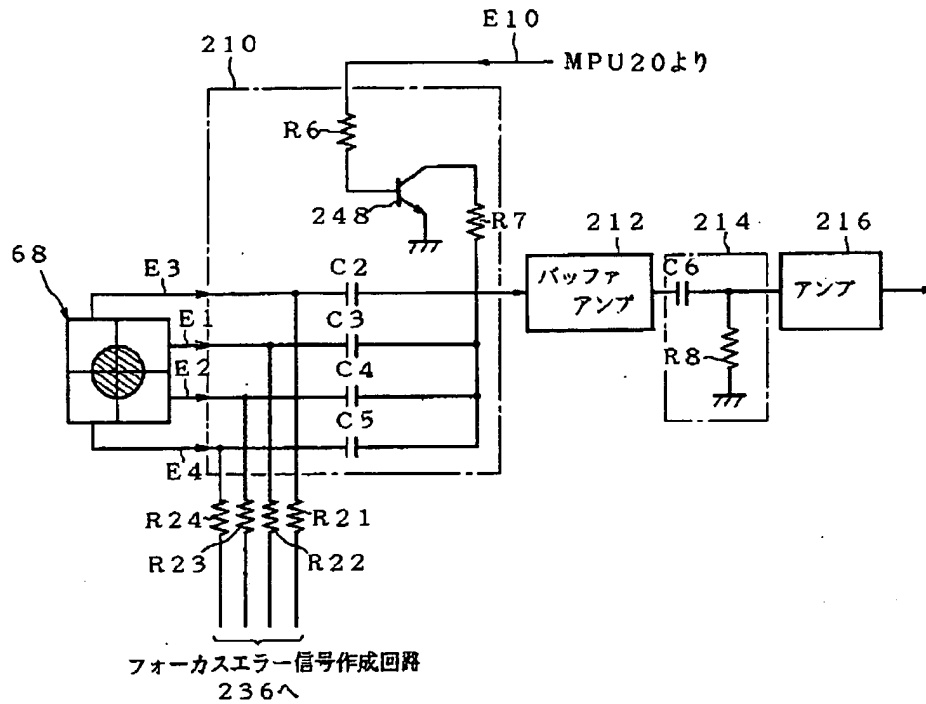 E10
210
MPU20より
R6
248
R7
212
214
216
68
E3
C2
C6
バッファ
アンプ
アンプ
E1
C3
R8
E2
C4
C5
E4
R24
R21
R23
R22
フォーカスエラー信号作成回路
236へ